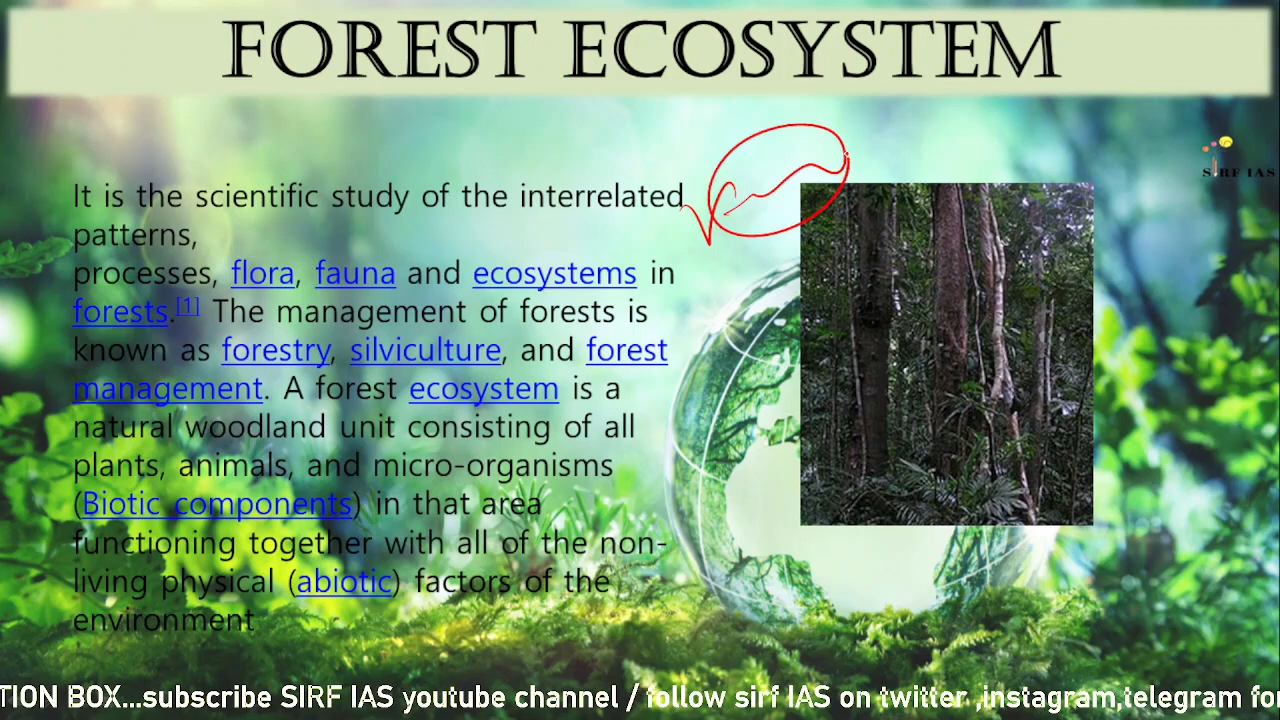 FOREST ECOSYSTEM
SIRF IAS
It is the scientific study of the interrelated
patterns,
processes, flora, fauna and ecosystems in
forests.[1] The management of forests is
known as forestry, silviculture, and forest
management. A forest ecosystem is a
natural woodland unit consisting of all
plants, animals, and micro-organisms
(Biotic components) in that area
functioning together with all of the non-
living physical (abiotic) factors of the
environment
TION BOX...subscribe SIRF IAS youtube channel / follow sirf IAS on twitter ,instagram,telegram fo